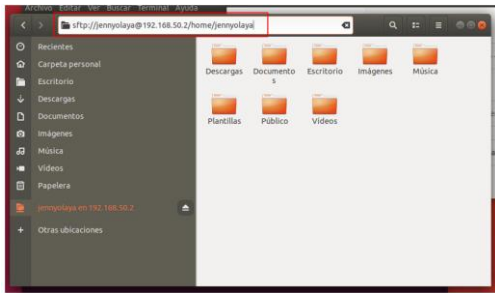 Archivo Editar Ver Buscar Terminal Ayuda
sftp://jennyolaya@192.168.50.2/home/jennyolaya
Recientes
Carpeta personal
Escritorio
Descargas
Documentos
Imágenes
Música
Vídeos
Papelera
jennyolaya en 192.168.50.2
Otras ubicaciones
Descargas
Documento
s
Escritorio
Imágenes
Música
Plantillas
Público
Vídeos